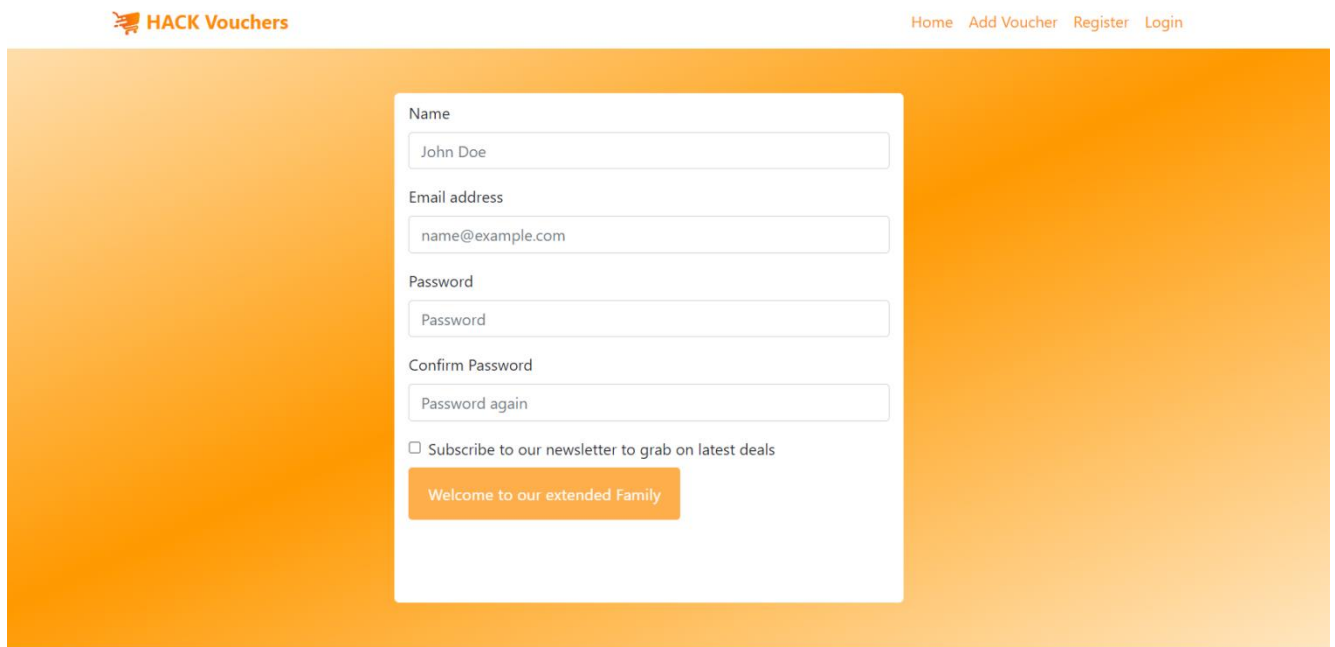 HACK Vouchers
Home Add Voucher Register Login
Name
John Doe
Email address
name@example.com
Password
Password
Confirm Password
Password again
Subscribe to our newsletter to grab on latest deals
Welcome to our extended Family